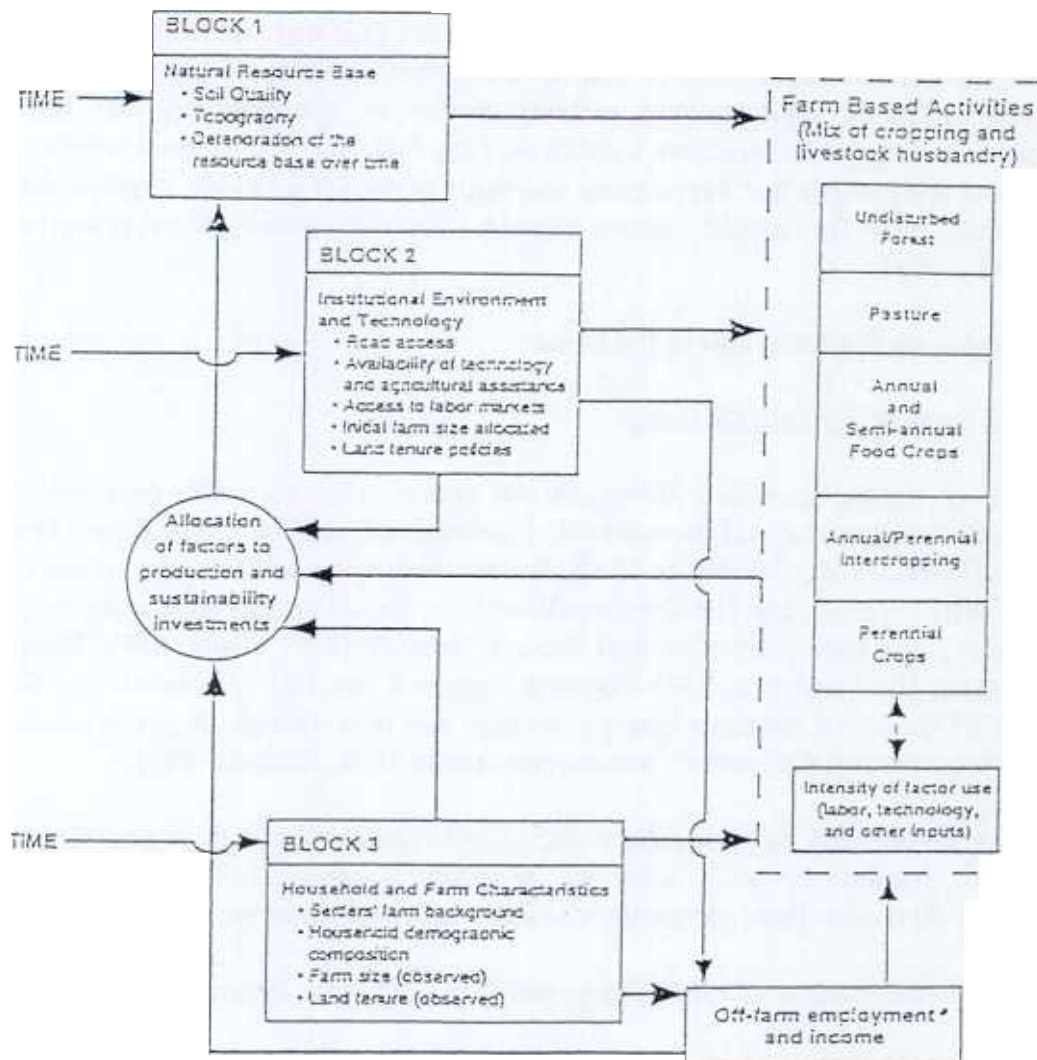 BLOCK 1
Natural Resource Base
• Soil Quality
• Topography
• Deterioration of the
resource base over time
TIME
Farm Based Activities
(Mix of cropping and
livestock husbandry)
Undisturbed
Forest
Pasture
Annual
and
Semi-annual
Food Crops
Annual/Perennial
Intercropping
Perennial
Crops
Intensity of factor use
(labor, technology,
and other inputs)
BLOCK 2
Institutional Environment
and Technology
• Road access
• Availability of technology
and agricultural assistance
• Access to labor markets
• Initial farm size allocated
• Land tenure policies
TIME
Allocation
of factors to
production and
sustainability
investments
TIME
BLOCK 3
Household and Farm Characteristics
• Settlers' farm background
• Household demographic
composition
• Farm size (observed)
• Land tenure (observed)
Off-farm employment*
and income